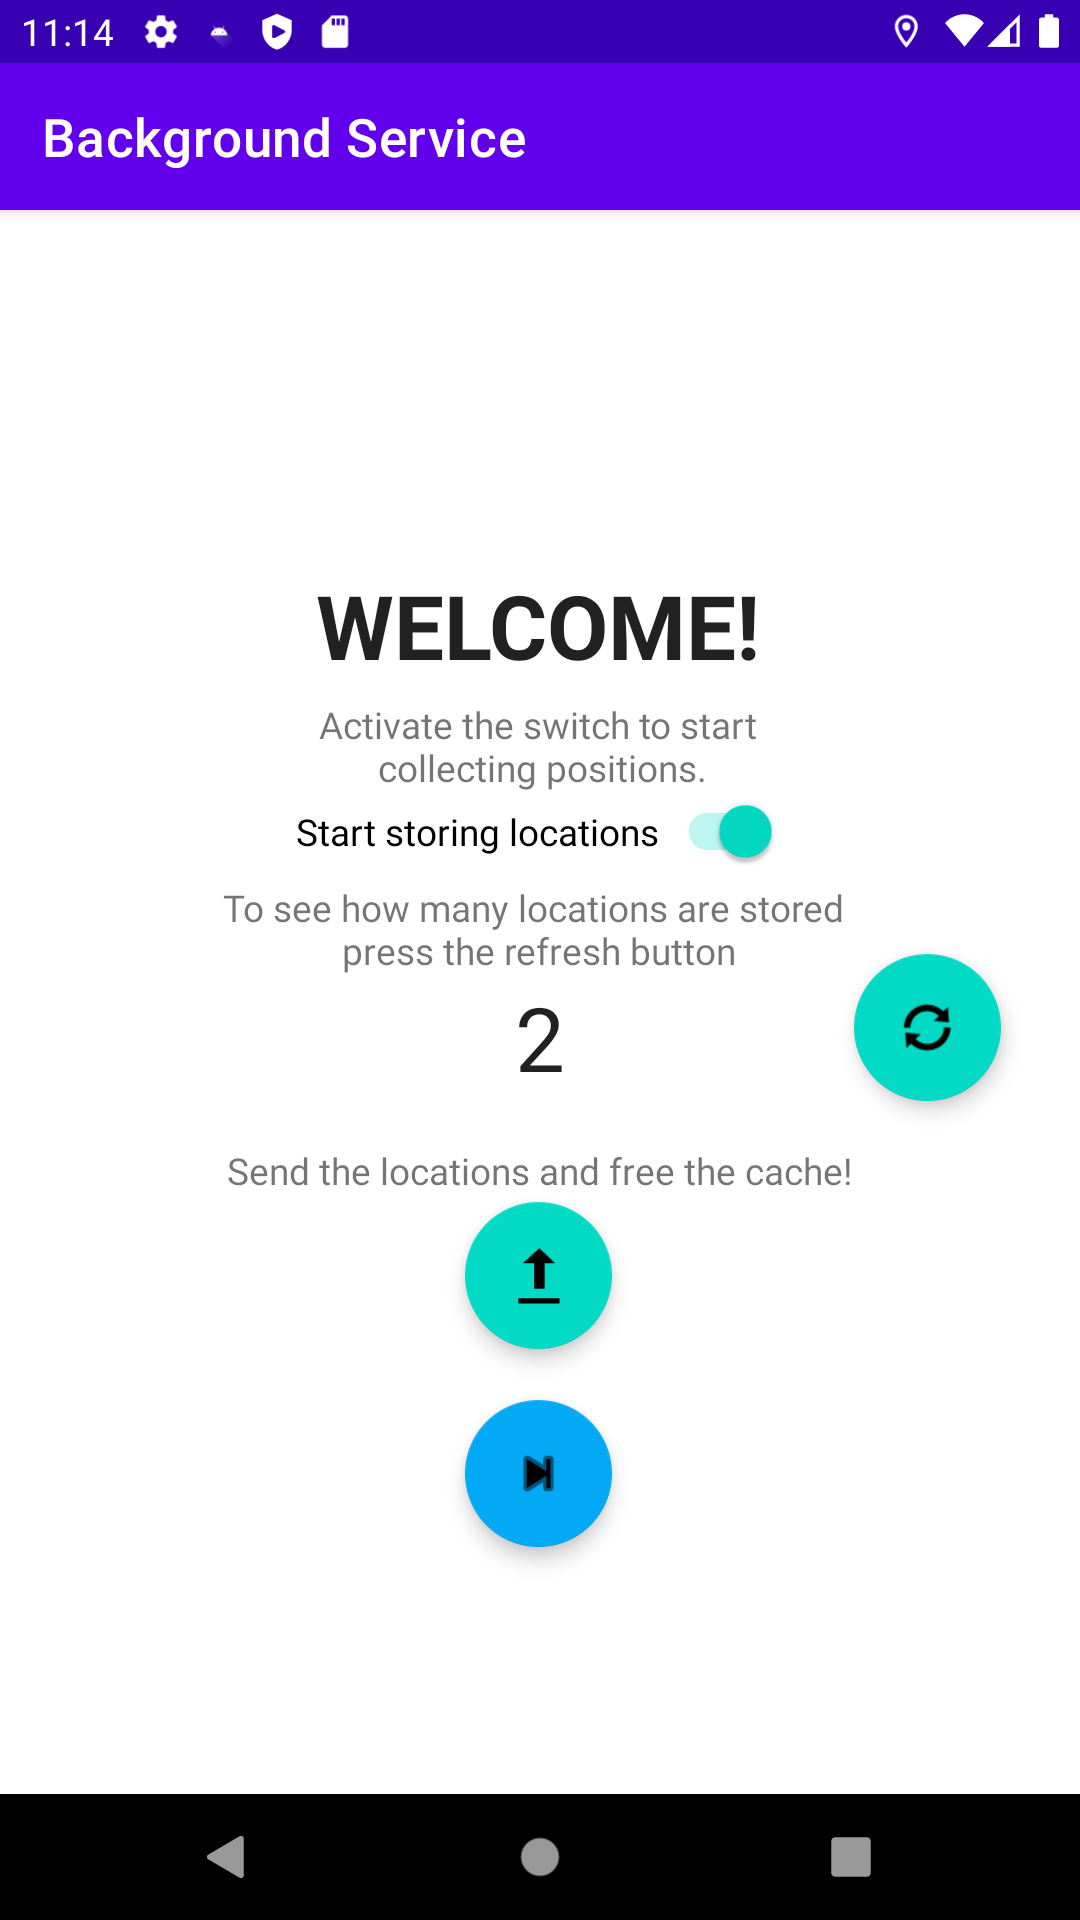 11:14
Background Service
WELCOME!
Activate the switch to start
collecting positions.
Start storing locations
To see how many locations are stored
press the refresh button
2
Send the locations and free the cache!